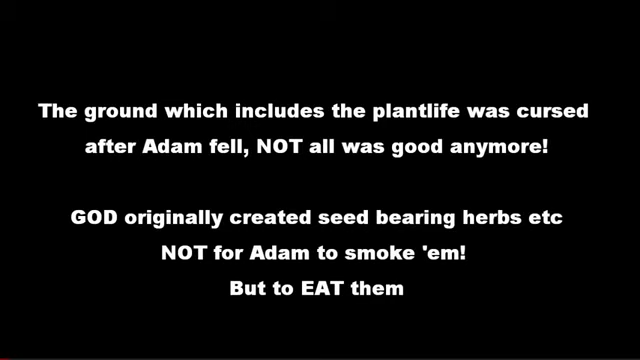 The ground which includes the plantlife was cursed
after Adam fell, NOT all was good anymore!
GOD originally created seed bearing herbs etc
NOT for Adam to smoke 'em!
But to EAT them